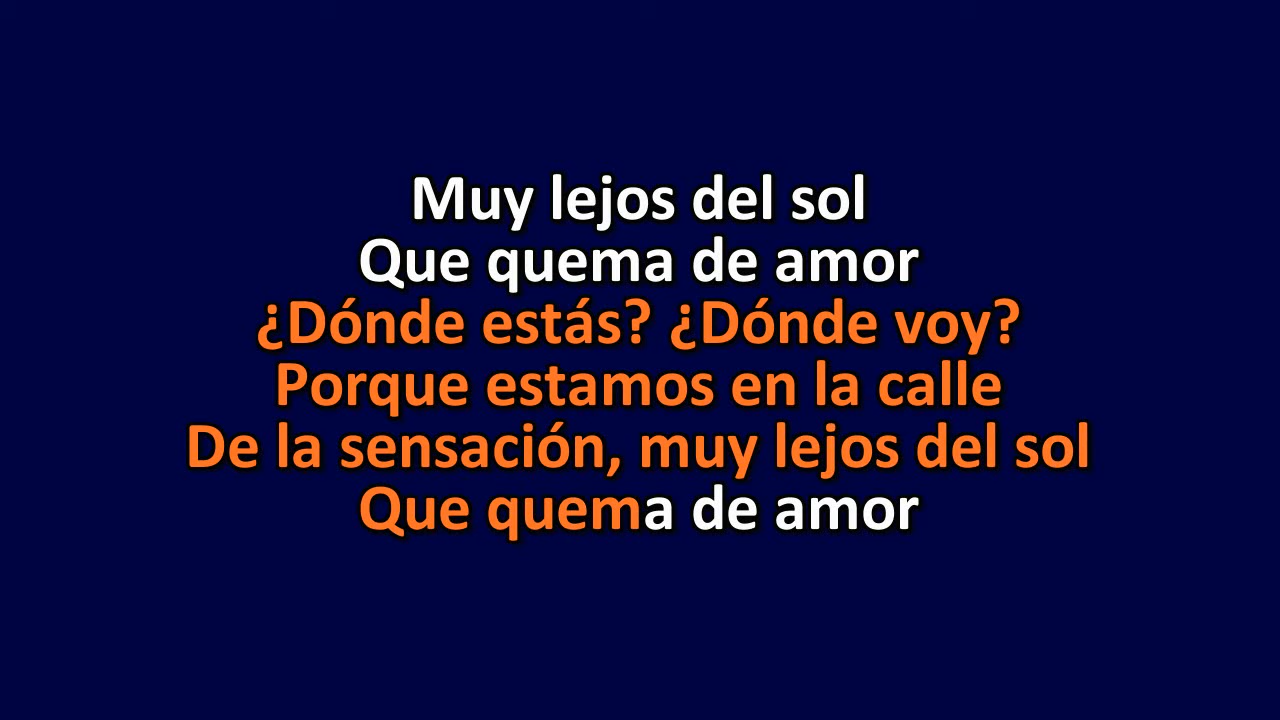 Muy lejos del sol
Que quema de amor
¿Dónde estás? ¿Dónde voy?
Porque estamos en la calle
De la sensación, muy lejos del sol
Que quema de amor